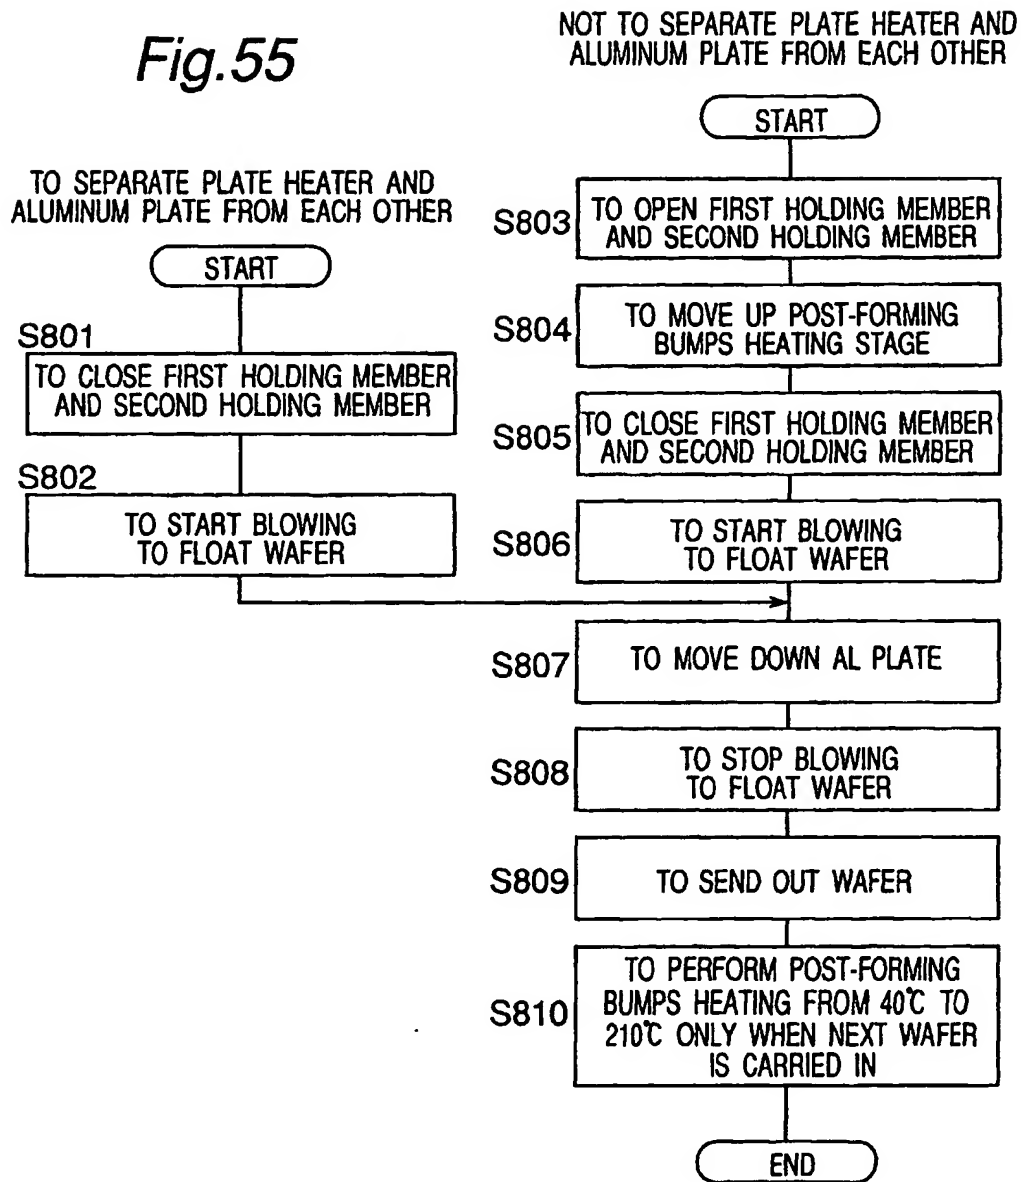 Fig.55
TO SEPARATE PLATE HEATER AND
ALUMINUM PLATE FROM EACH OTHER
START
S801
TO CLOSE FIRST HOLDING MEMBER
AND SECOND HOLDING MEMBER
S802
TO START BLOWING
TO FLOAT WAFER
NOT TO SEPARATE PLATE HEATER AND
ALUMINUM PLATE FROM EACH OTHER
START
S803
TO OPEN FIRST HOLDING MEMBER
AND SECOND HOLDING MEMBER
S804
TO MOVE UP POST-FORMING
BUMPS HEATING STAGE
S805
TO CLOSE FIRST HOLDING MEMBER
AND SECOND HOLDING MEMBER
S806
TO START BLOWING
TO FLOAT WAFER
S807
TO MOVE DOWN AL PLATE
S808
TO STOP BLOWING
TO FLOAT WAFER
S809
TO SEND OUT WAFER
S810
TO PERFORM POST-FORMING
BUMPS HEATING FROM 40℃ TO
210℃ ONLY WHEN NEXT WAFER
IS CARRIED IN
END